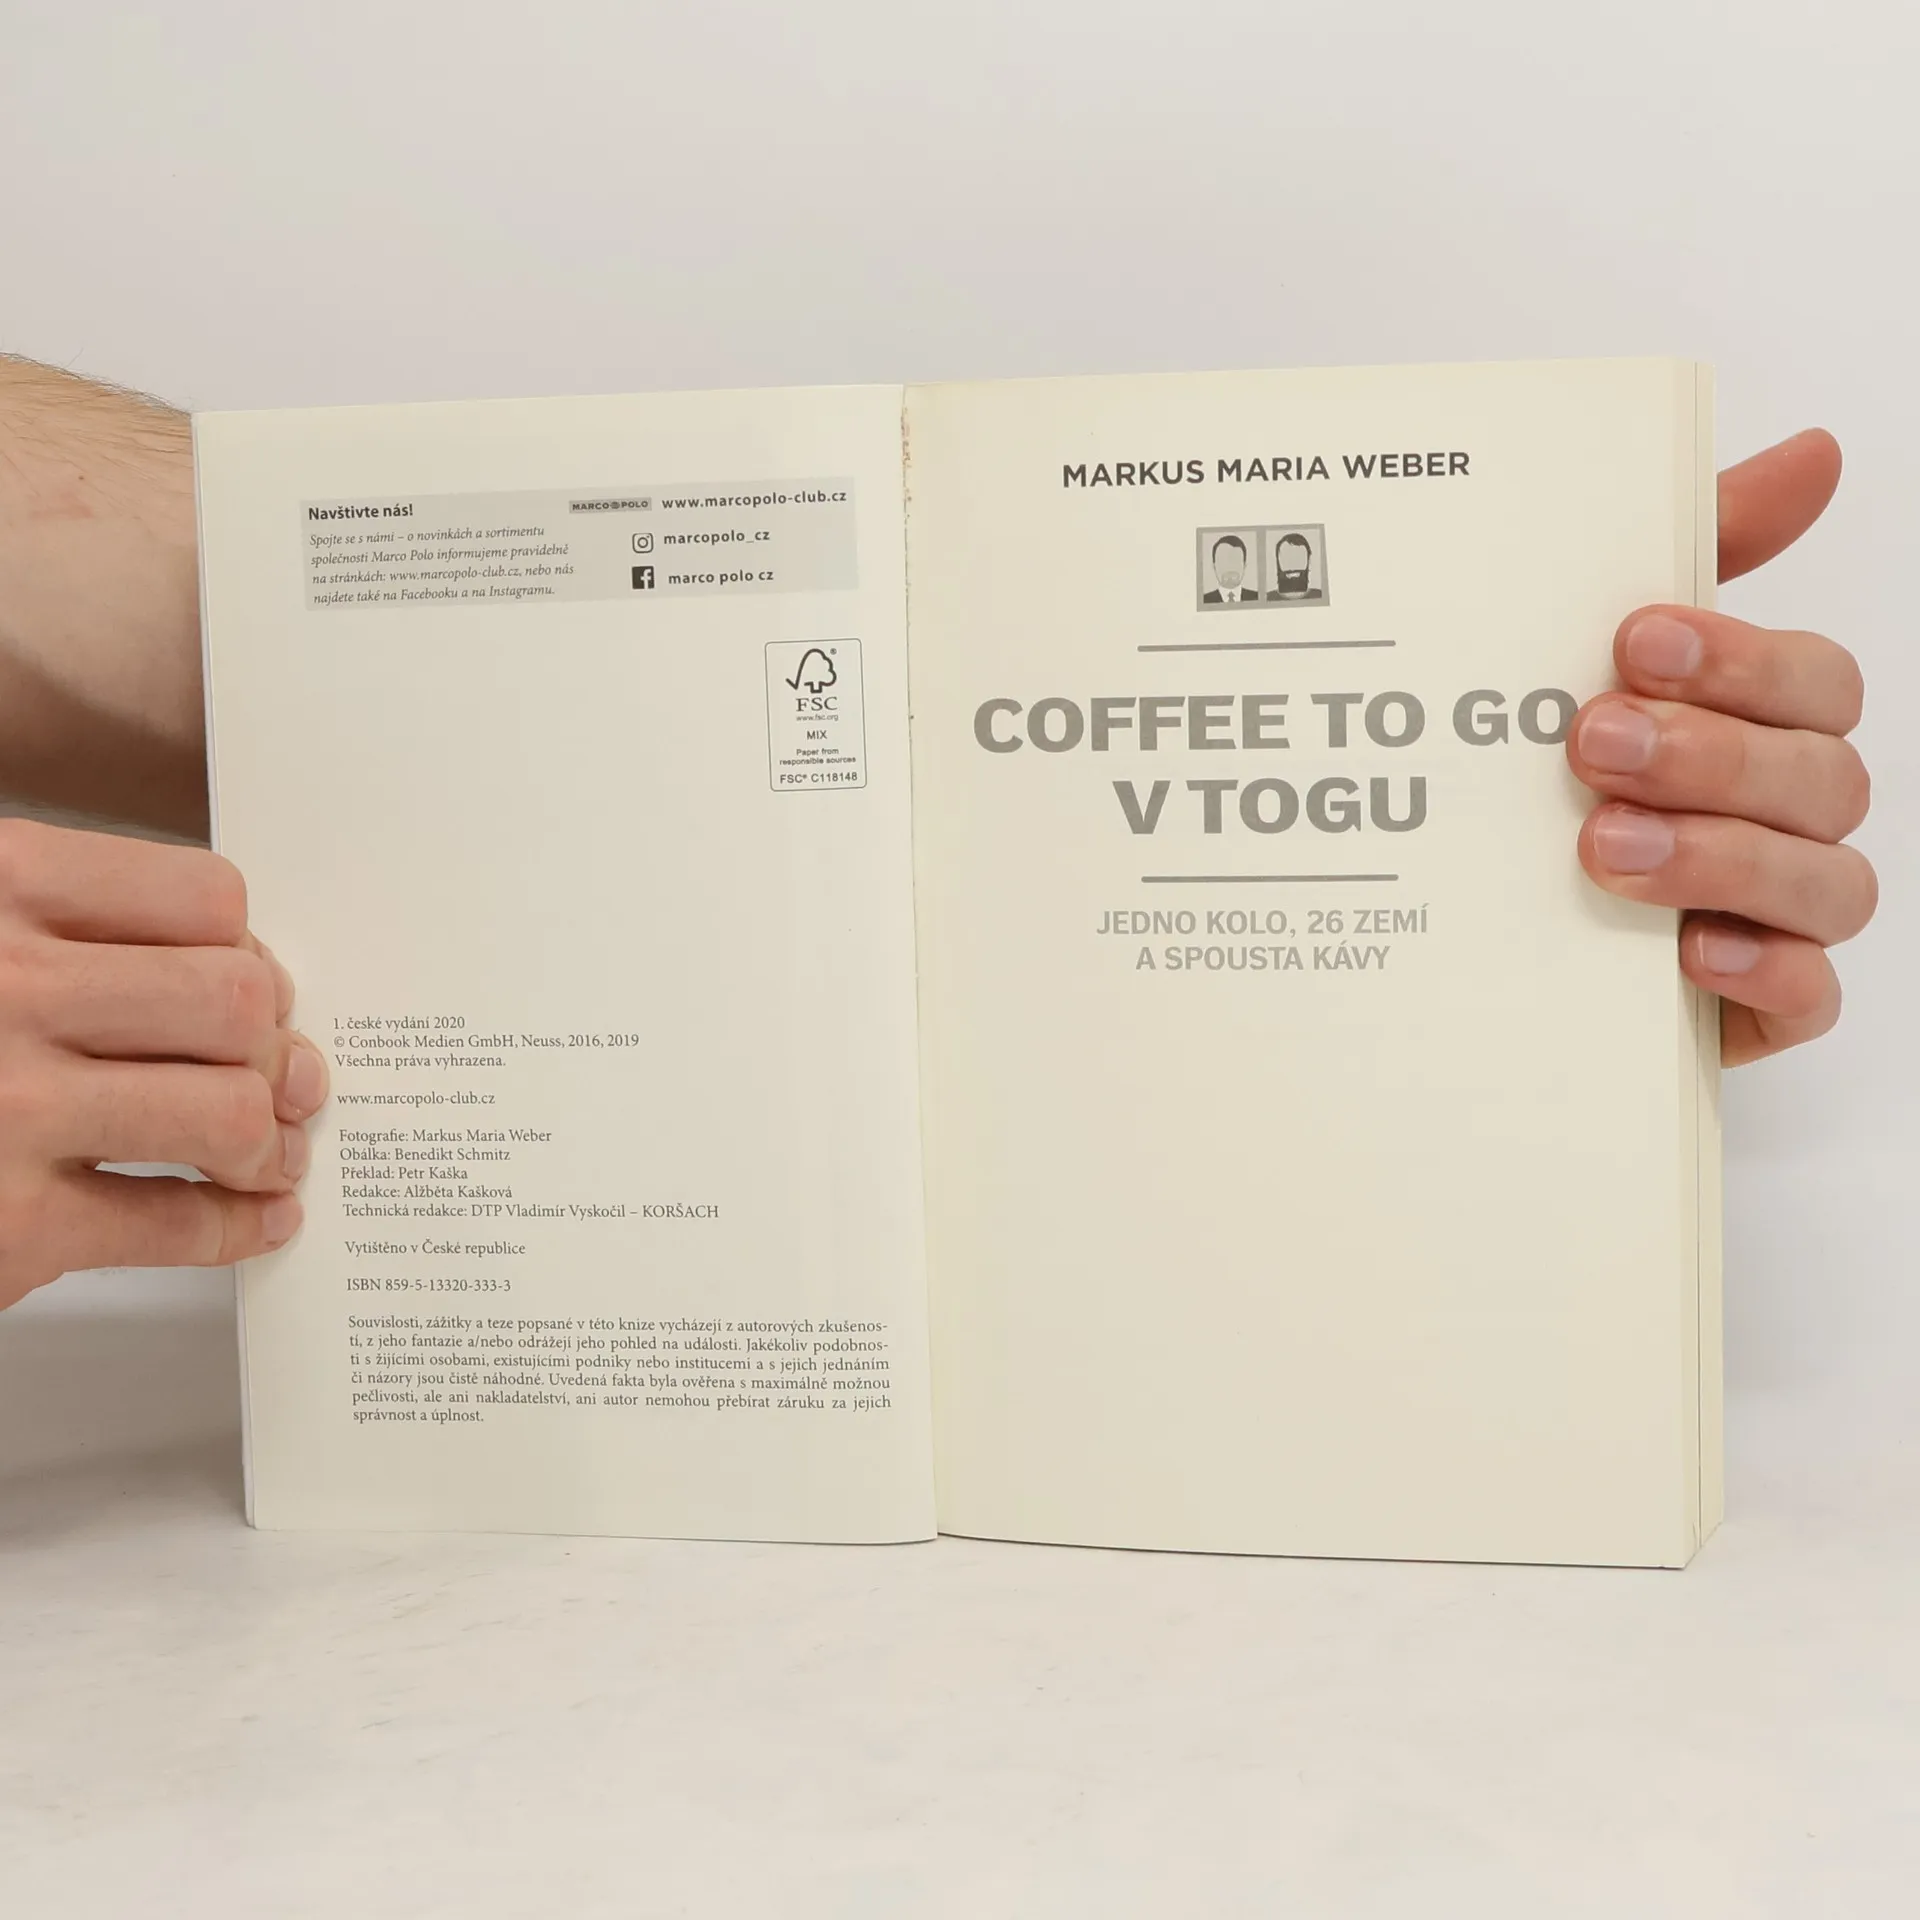 Navštivte nás!
Spojte se s námi – o novinkách a sortimentu
společnosti Marco Polo informujeme pravidelně
na stránkách: www.marcopolo-club.cz, nebo nás
najdete také na Facebooku a na Instagramu.
MARCO POLO www.marcopolo-club.cz
marcopolo_cz
marco polo cz
FSC
www.fsc.org
MIX
Paper from
responsible sources
FSC® C118148
1. české vydání 2020
© Conbook Medien GmbH, Neuss, 2016, 2019
Všechna práva vyhrazena.
www.marcopolo-club.cz
Fotografie: Markus Maria Weber
Obálka: Benedikt Schmitz
Překlad: Petr Kaška
Redakce: Alžběta Kašková
Technická redakce: DTP Vladimír Vyskočil – KORŠACH
Vytištěno v České republice
ISBN 859-5-13320-333-3
Souvislosti, zážitky a teze popsané v této knize vycházejí z autorových zkušenos-
tí, z jeho fantazie a/nebo odrážejí jeho pohled na události. Jakékoliv podobnos-
ti s žijícími osobami, existujícími podniky nebo institucemi a s jejich jednáním
či názory jsou čistě náhodné. Uvedená fakta byla ověřena s maximálně možnou
pečlivostí, ale ani nakladatelství, ani autor nemohou přebírat záruku za jejich
správnost a úplnost.
MARKUS MARIA WEBER
COFFEE TO GO
V TOGU
JEDNO KOLO, 26 ZEMÍ
A SPOUSTA KÁVY